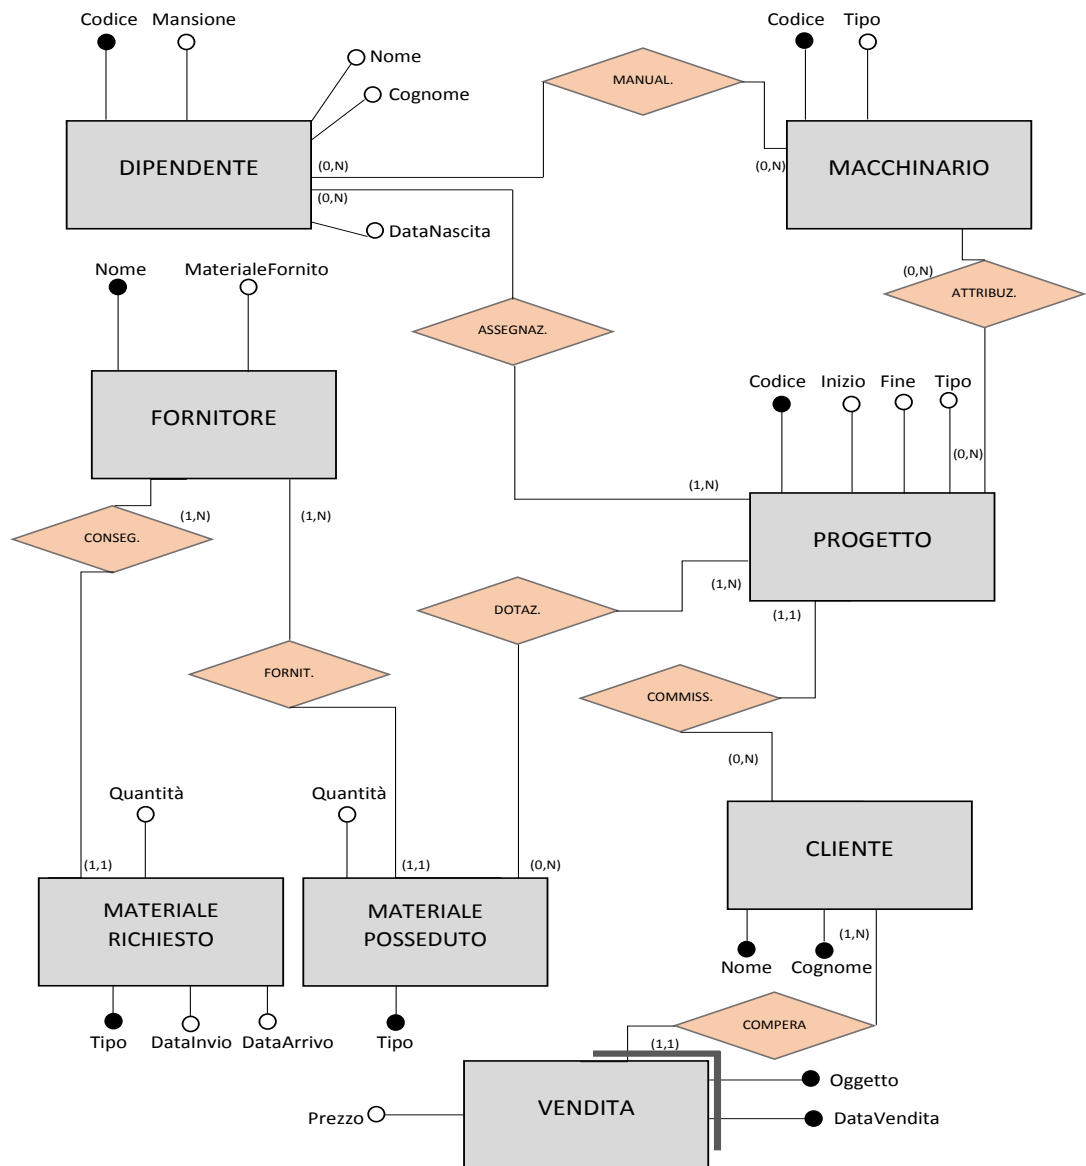 Codice Mansione
Codice Tipo
Nome
MANUAL.
Cognome
DIPENDENTE
(0,N)
(0,N)
MACCHINARIO
(0,N)
DataNascita
Nome MaterialeFornito
(0,N)
ATTRIBUZ.
ASSEGNAZ.
Codice Inizio Fine Tipo
FORNITORE
(0,N)
(1,N)
(1,N)
(1,N)
CONSEG.
PROGETTO
(1,N)
DOTAZ.
(1,1)
FORNIT.
COMMISS.
(0,N)
Quantità
Quantità
CLIENTE
(1,1)
(1,1)
(0,N)
MATERIALE
RICHIESTO
MATERIALE
POSSEDUTO
(1,N)
Nome Cognome
Tipo DataInvio DataArrivo
Tipo
COMPERA
(1,1)
Oggetto
VENDITA
Prezzo
DataVendita